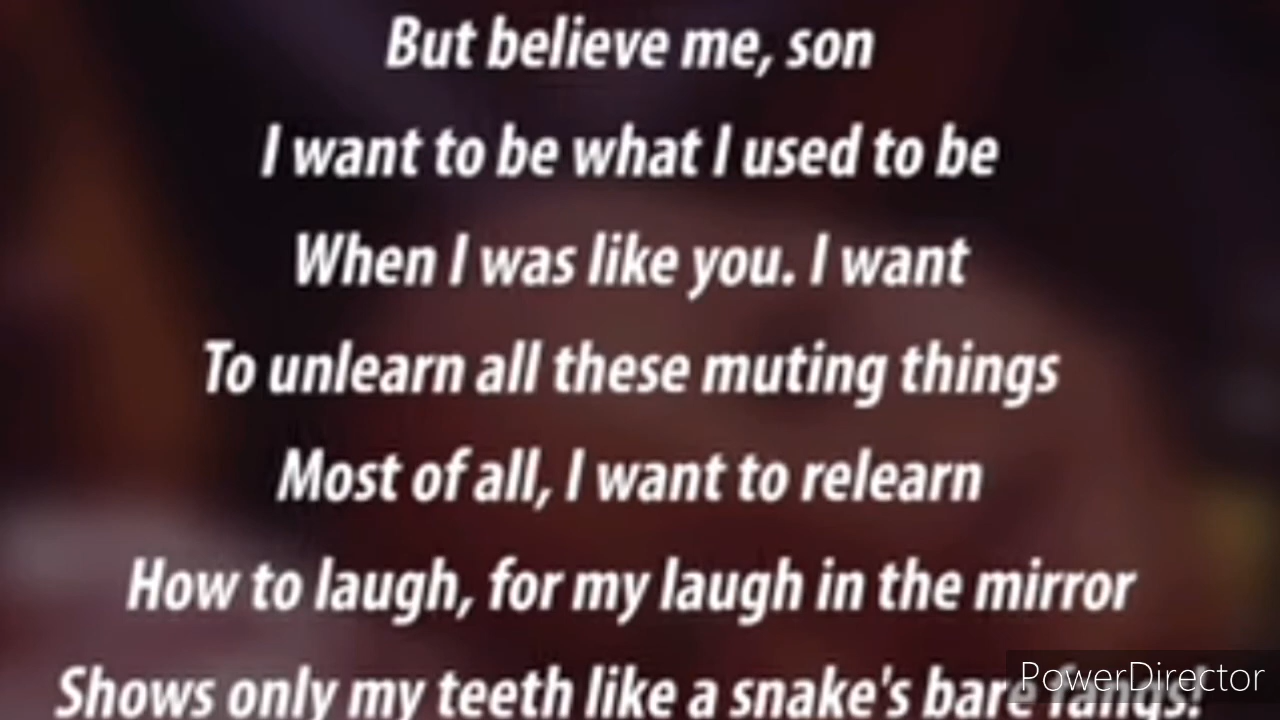 But believe me, son
I want to be what I used to be
When I was like you. I want
To unlearn all these muting things
Most of all, I want to relearn
How to laugh, for my laugh in the mirror
Shows only my teeth like a snake's bare fangs!
PowerDirector